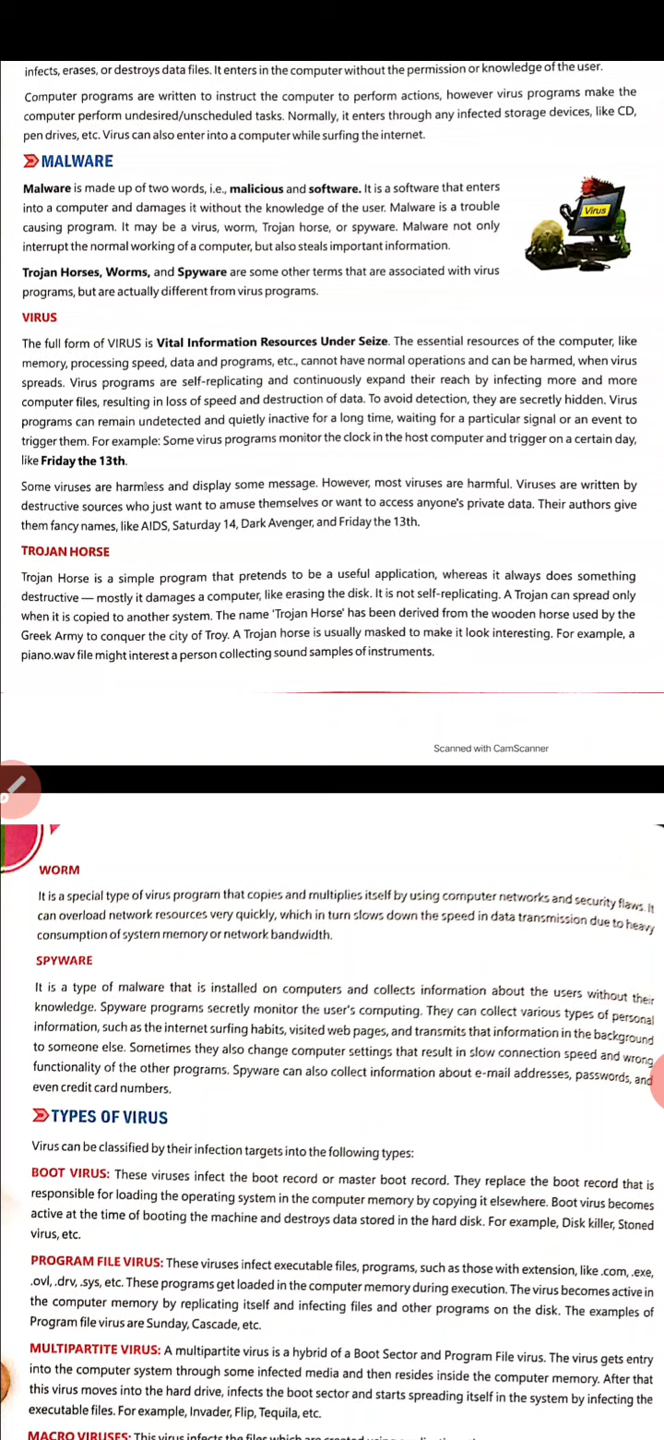 infects, erases, or destroys data files. It enters in the computer without the permission or knowledge of the user.
Computer programs are written to instruct the computer to perform actions, however virus programs make the
computer perform undesired/unscheduled tasks. Normally, it enters through any infected storage devices, like CD,
pen drives, etc. Virus can also enter into a computer while surfing the internet.
MALWARE
Malware is made up of two words, i.e., malicious and software. It is a software that enters
into a computer and damages it without the knowledge of the user. Malware is a trouble
causing program. It may be a virus, worm, Trojan horse, or spyware. Malware not only
interrupt the normal working of a computer, but also steals important information.
Virus
Trojan Horses, Worms, and Spyware are some other terms that are associated with virus
programs, but are actually different from virus programs.
VIRUS
The full form of VIRUS is Vital Information Resources Under Seize. The essential resources of the computer, like
memory, processing speed, data and programs, etc., cannot have normal operations and can be harmed, when virus
spreads. Virus programs are self-replicating and continuously expand their reach by infecting more and more
computer files, resulting in loss of speed and destruction of data. To avoid detection, they are secretly hidden. Virus
programs can remain undetected and quietly inactive for a long time, waiting for a particular signal or an event to
trigger them. For example: Some virus programs monitor the clock in the host computer and trigger on a certain day,
like Friday the 13th.
Some viruses are harmless and display some message. However, most viruses are harmful. Viruses are written by
destructive sources who just want to amuse themselves or want to access anyone's private data. Their authors give
them fancy names, like AIDS, Saturday 14, Dark Avenger, and Friday the 13th.
TROJAN HORSE
Trojan Horse is a simple program that pretends to be a useful application, whereas it always does something
destructive — mostly it damages a computer, like erasing the disk. It is not self-replicating. A Trojan can spread only
when it is copied to another system. The name 'Trojan Horse' has been derived from the wooden horse used by the
Greek Army to conquer the city of Troy. A Trojan horse is usually masked to make it look interesting. For example, a
piano.wav file might interest a person collecting sound samples of instruments.
Scanned with CamScanner
WORM
It is a special type of virus program that copies and multiplies itself by using computer networks and security flaws. It
can overload network resources very quickly, which in turn slows down the speed in data transmission due to heavy
consumption of system memory or network bandwidth.
SPYWARE
It is a type of malware that is installed on computers and collects information about the users without their
knowledge. Spyware programs secretly monitor the user's computing. They can collect various types of personal
information, such as the internet surfing habits, visited web pages, and transmits that information in the background
to someone else. Sometimes they also change computer settings that result in slow connection speed and wrong
functionality of the other programs. Spyware can also collect information about e-mail addresses, passwords, and
even credit card numbers.
TYPES OF VIRUS
Virus can be classified by their infection targets into the following types:
BOOT VIRUS: These viruses infect the boot record or master boot record. They replace the boot record that is
responsible for loading the operating system in the computer memory by copying it elsewhere. Boot virus becomes
active at the time of booting the machine and destroys data stored in the hard disk. For example, Disk killer, Stoned
virus, etc.
PROGRAM FILE VIRUS: These viruses infect executable files, programs, such as those with extension, like .com, .exe,
.ovl, .drv, .sys, etc. These programs get loaded in the computer memory during execution. The virus becomes active in
the computer memory by replicating itself and infecting files and other programs on the disk. The examples of
Program file virus are Sunday, Cascade, etc.
MULTIPARTITE VIRUS: A multipartite virus is a hybrid of a Boot Sector and Program File virus. The virus gets entry
into the computer system through some infected media and then resides inside the computer memory. After that
this virus moves into the hard drive, infects the boot sector and starts spreading itself in the system by infecting the
executable files. For example, Invader, Flip, Tequila, etc.
MACRO VIRUSES: This virus infects the files which are created using